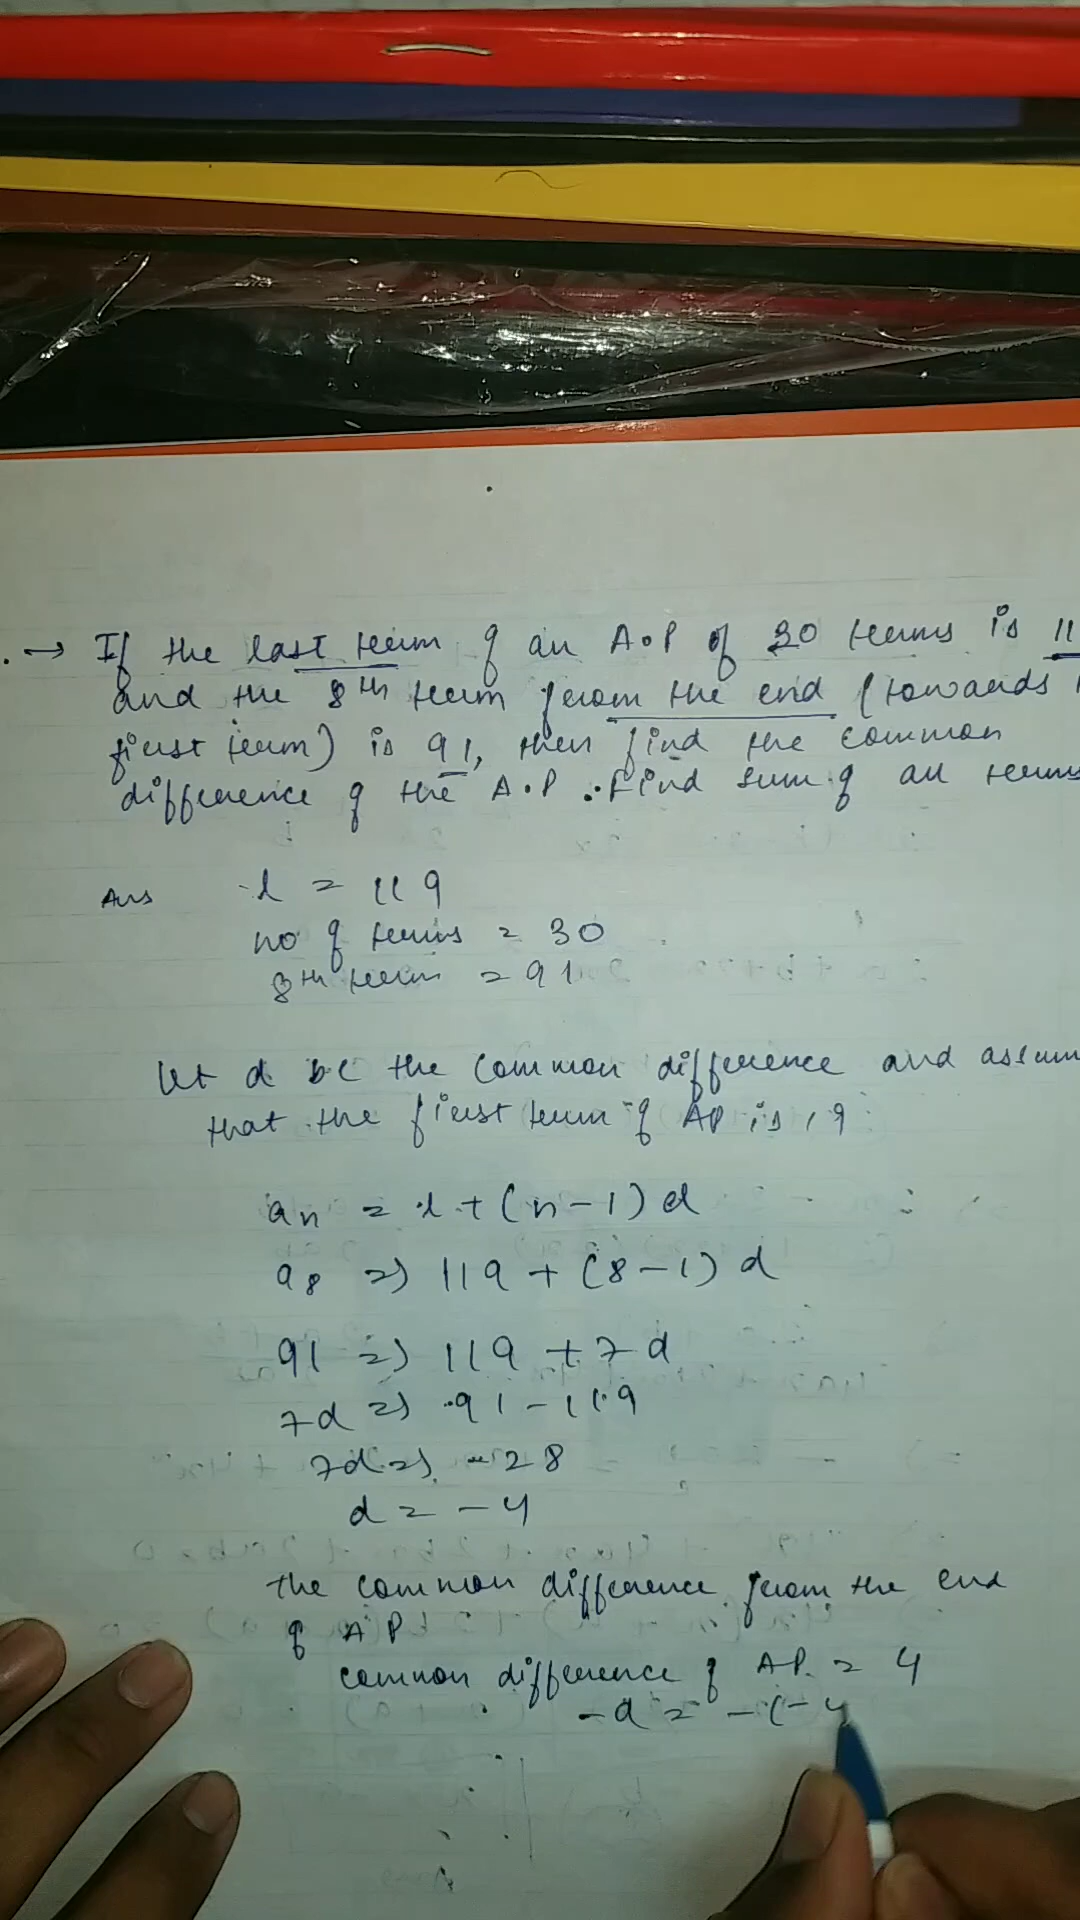 . → If the last term of an A.P of 30 terms is 11
and the 8th term from the end (towards
first term) is 91, then find the common
difference of the A.P. Find sum of all terms
Ans l = 119
no of terms = 30
8th term = 91
Let d be the common difference and assum
that the first term of AP is 19
an = l + (n-1) d
a8 => 119 + (8-1) d
91 => 119 + 7d
7d => 91 - 119
7d => -28
d = -4
the common difference from the end
of AP
common difference of AP. = 4
-d = -(-4